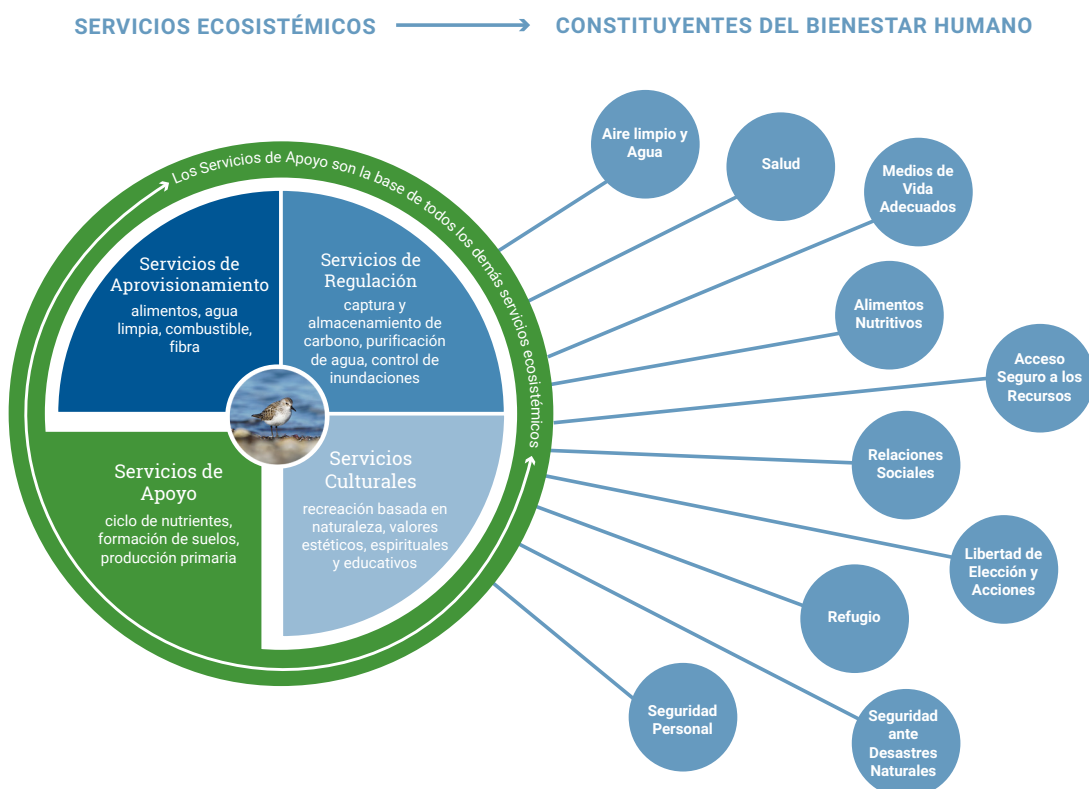 SERVICIOS ECOSISTÉMICOS
CONSTITUYENTES DEL BIENESTAR HUMANO
Los Servicios de Apoyo son la base de todos los demás servicios ecosistémicos
Servicios de
Aprovisionamiento
alimentos, agua
limpia, combustible,
fibra
Servicios de
Regulación
captura y
almacenamiento de
carbono, purificación
de agua, control de
inundaciones
Servicios de
Apoyo
ciclo de nutrientes,
formación de suelos,
producción primaria
Servicios
Culturales
recreación basada en
naturaleza, valores
estéticos, espirituales
y educativos
Aire limpio y
Agua
Salud
Medios de
Vida
Adecuados
Alimentos
Nutritivos
Acceso
Seguro a los
Recursos
Relaciones
Sociales
Libertad de
Elección y
Acciones
Refugio
Seguridad
Personal
Seguridad
ante
Desastres
Naturales